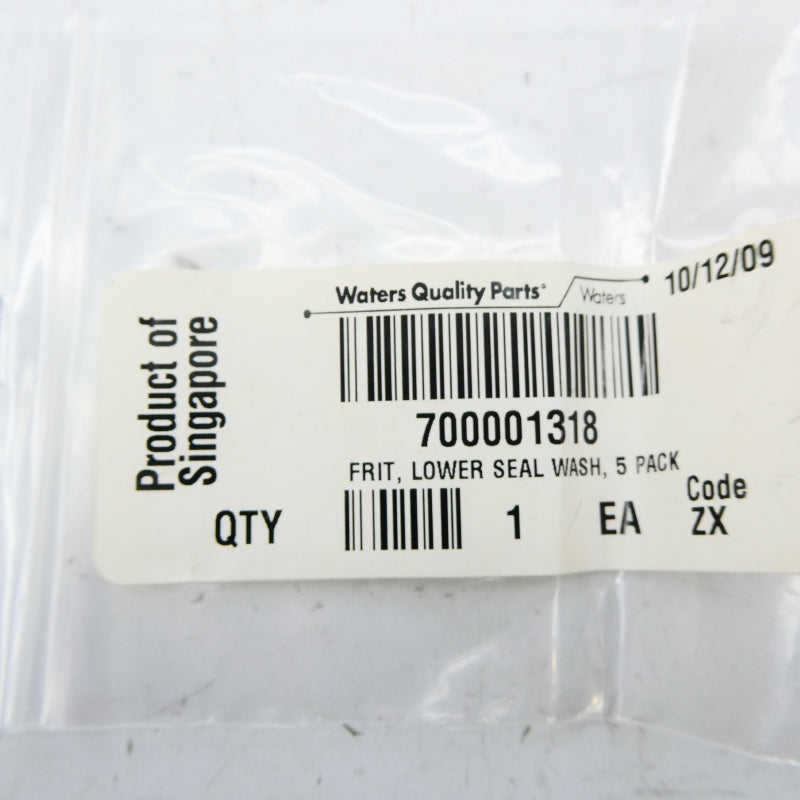 Product of
Singapore
Waters Quality Parts®
Waters
10/12/09
700001318
FRIT, LOWER SEAL WASH, 5 PACK
QTY
1
EA
Code
ZX